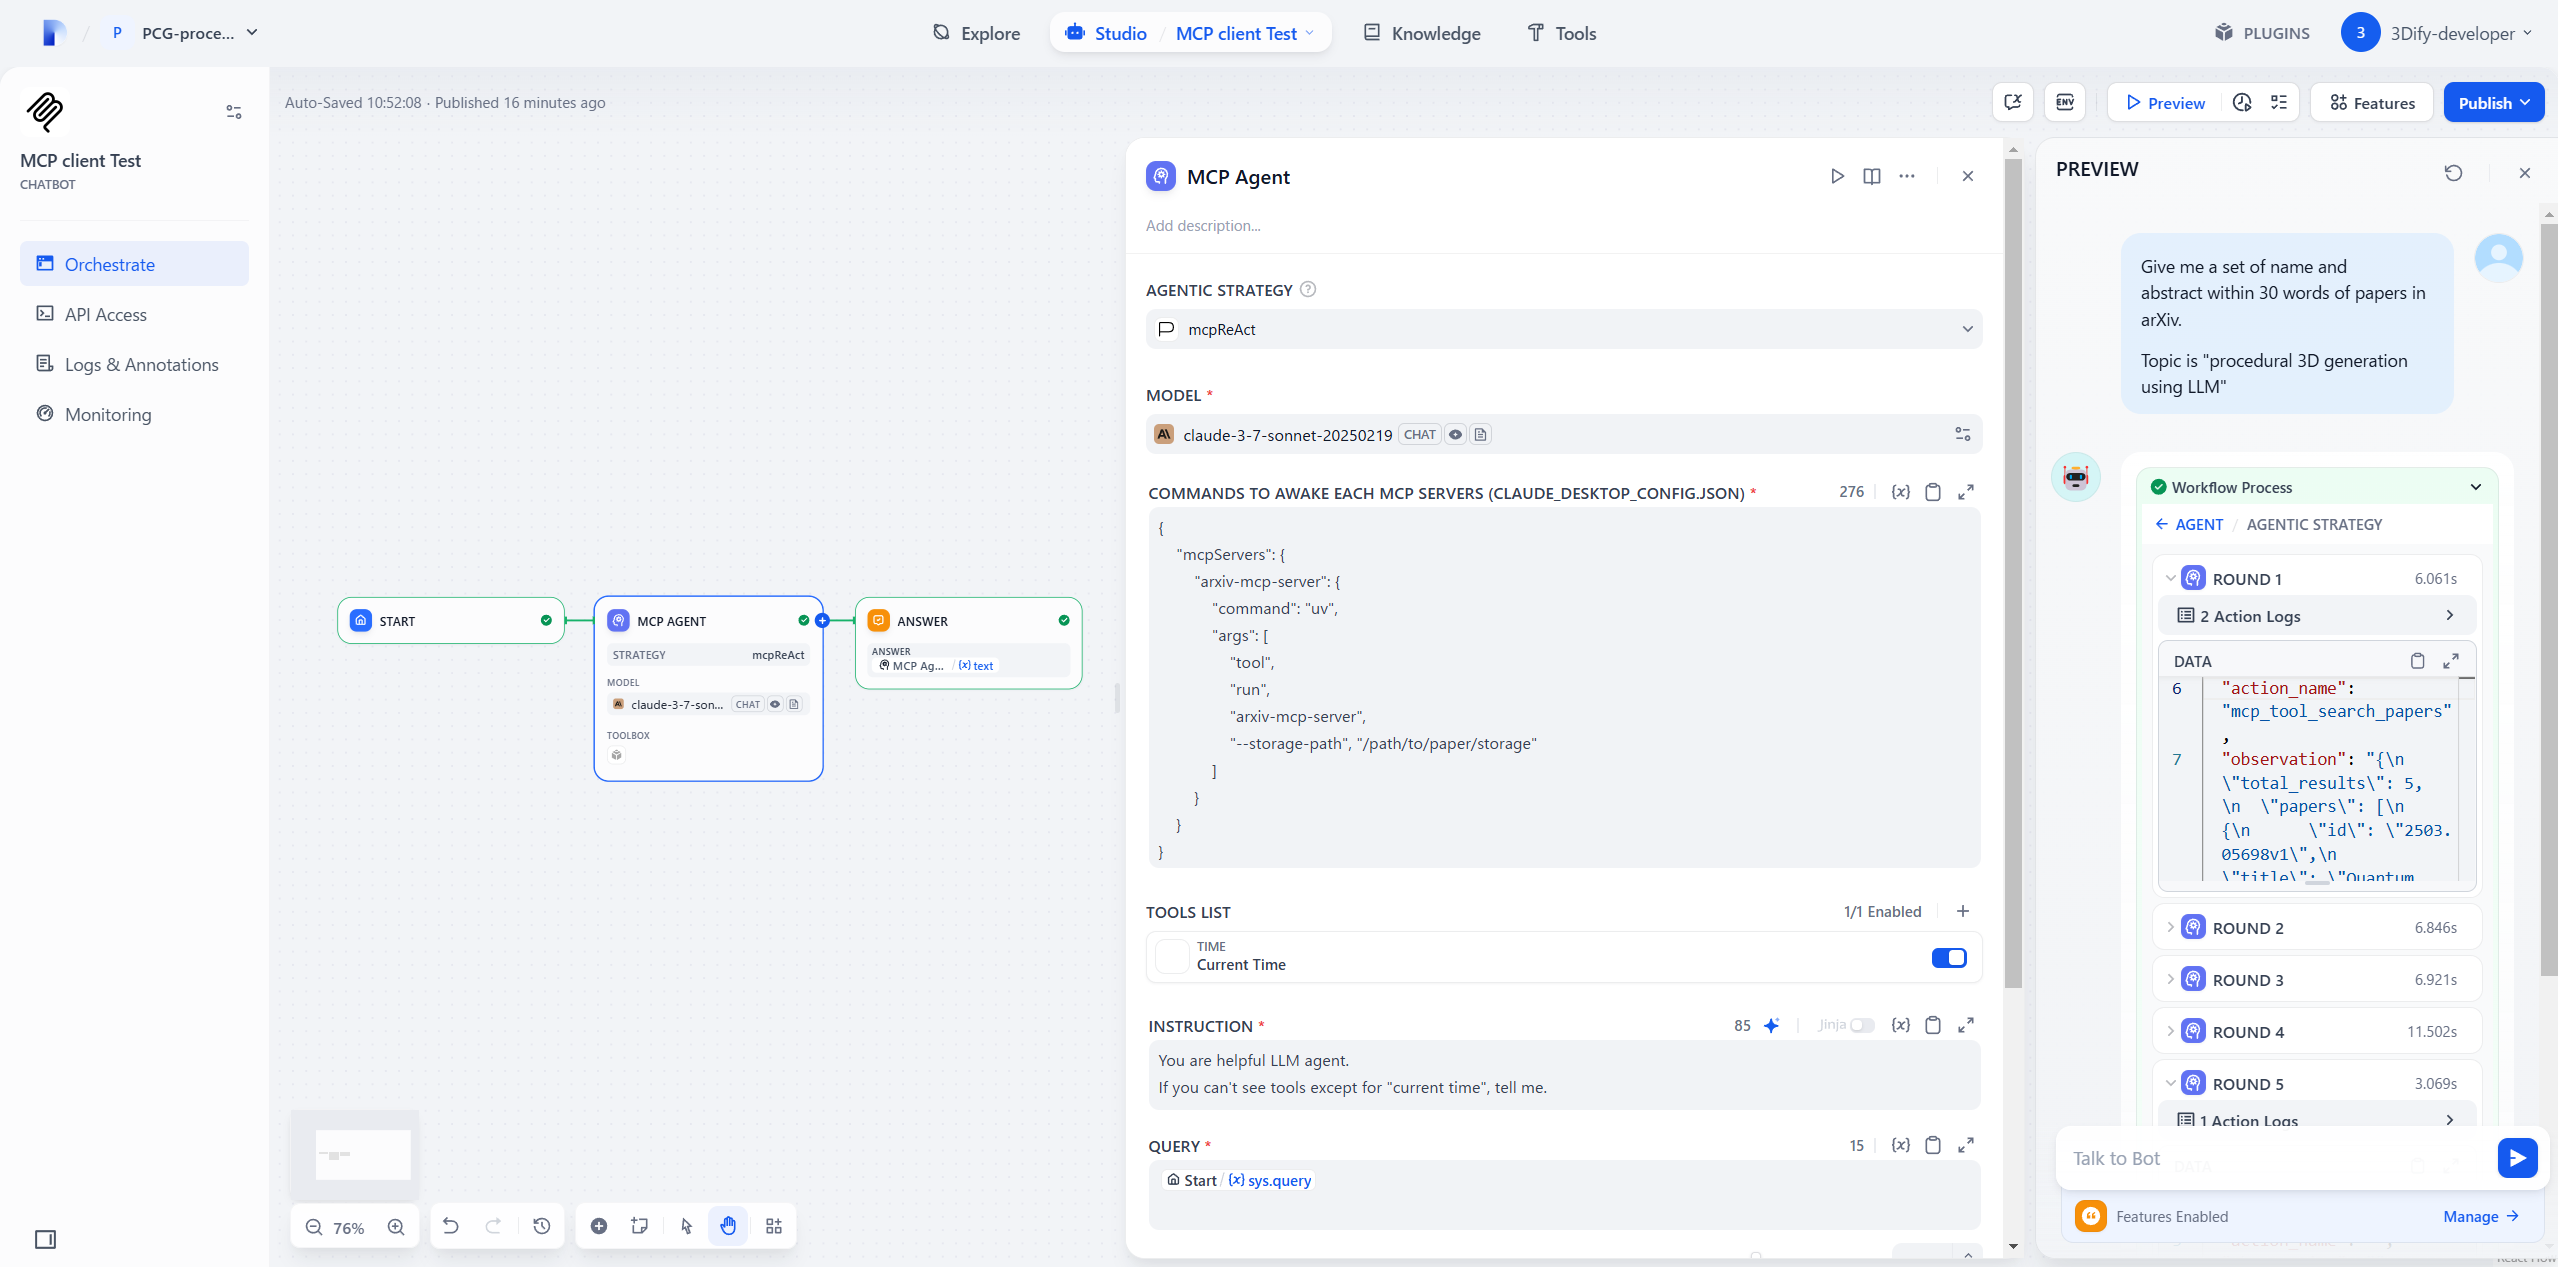 P PCG-proce...
Explore
Studio / MCP client Test
Knowledge
Tools
PLUGINS
3 3Dify-developer
MCP client Test
CHATBOT
Orchestrate
API Access
Logs & Annotations
Monitoring
Auto-Saved 10:52:08 · Published 16 minutes ago
ENV
Preview
Features
Publish
START
MCP AGENT
STRATEGY mcpReAct
MODEL
claude-3-7-son... CHAT
TOOLBOX
ANSWER
ANSWER
MCP Ag... / {x} text
76%
MCP Agent
Add description...
AGENTIC STRATEGY
mcpReAct
MODEL *
claude-3-7-sonnet-20250219 CHAT
COMMANDS TO AWAKE EACH MCP SERVERS (CLAUDE_DESKTOP_CONFIG.JSON) * 276 {x}
{
"mcpServers": {
"arxiv-mcp-server": {
"command": "uv",
"args": [
"tool",
"run",
"arxiv-mcp-server",
"--storage-path", "/path/to/paper/storage"
]
}
}
}
TOOLS LIST 1/1 Enabled
TIME
Current Time
INSTRUCTION * 85 Jinja {x}
You are helpful LLM agent.
If you can't see tools except for "current time", tell me.
QUERY * 15 {x}
Start / {x} sys.query
PREVIEW
Give me a set of name and
abstract within 30 words of papers in
arXiv.
Topic is "procedural 3D generation
using LLM"
Workflow Process
AGENT / AGENTIC STRATEGY
ROUND 1 6.061s
2 Action Logs
DATA
6 "action_name":
"mcp_tool_search_papers"
,
7 "observation": "{\n
\"total_results\": 5,
\n \"papers\": [\n
{\n \"id\": \"2503.
05698v1\",\n
\"title\": \"Quantum
ROUND 2 6.846s
ROUND 3 6.921s
ROUND 4 11.502s
ROUND 5 3.069s
1 Action Logs
Talk to Bot
DATA
Features Enabled
Manage
React Flow